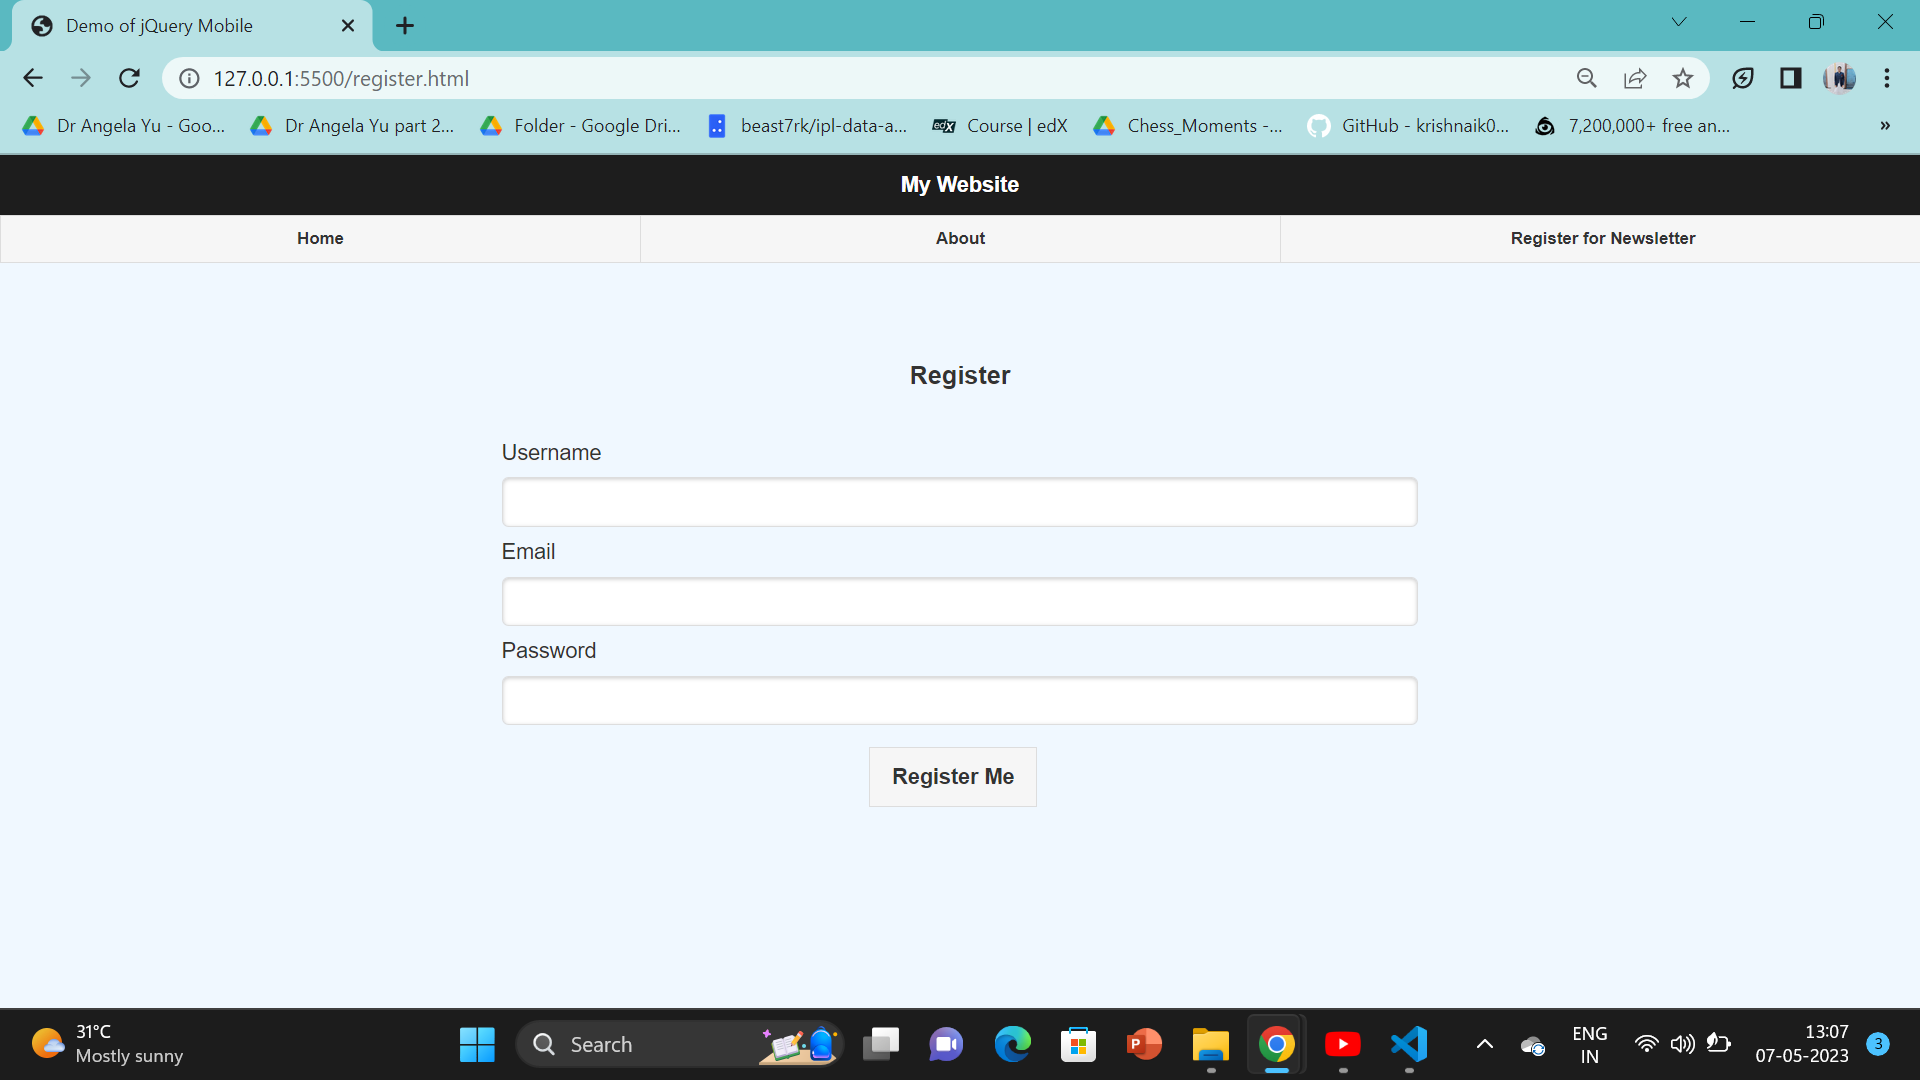 Demo of jQuery Mobile
127.0.0.1:5500/register.html
Dr Angela Yu - Goo... Dr Angela Yu part 2... Folder - Google Dri... beast7rk/ipl-data-a... edX Course | edX Chess_Moments -... GitHub - krishnaik0... 7,200,000+ free an... »
My Website
Home About Register for Newsletter
Register
Username
Email
Password
Register Me
31°C
Mostly sunny
Search
P
ENG
IN
13:07
07-05-2023
3